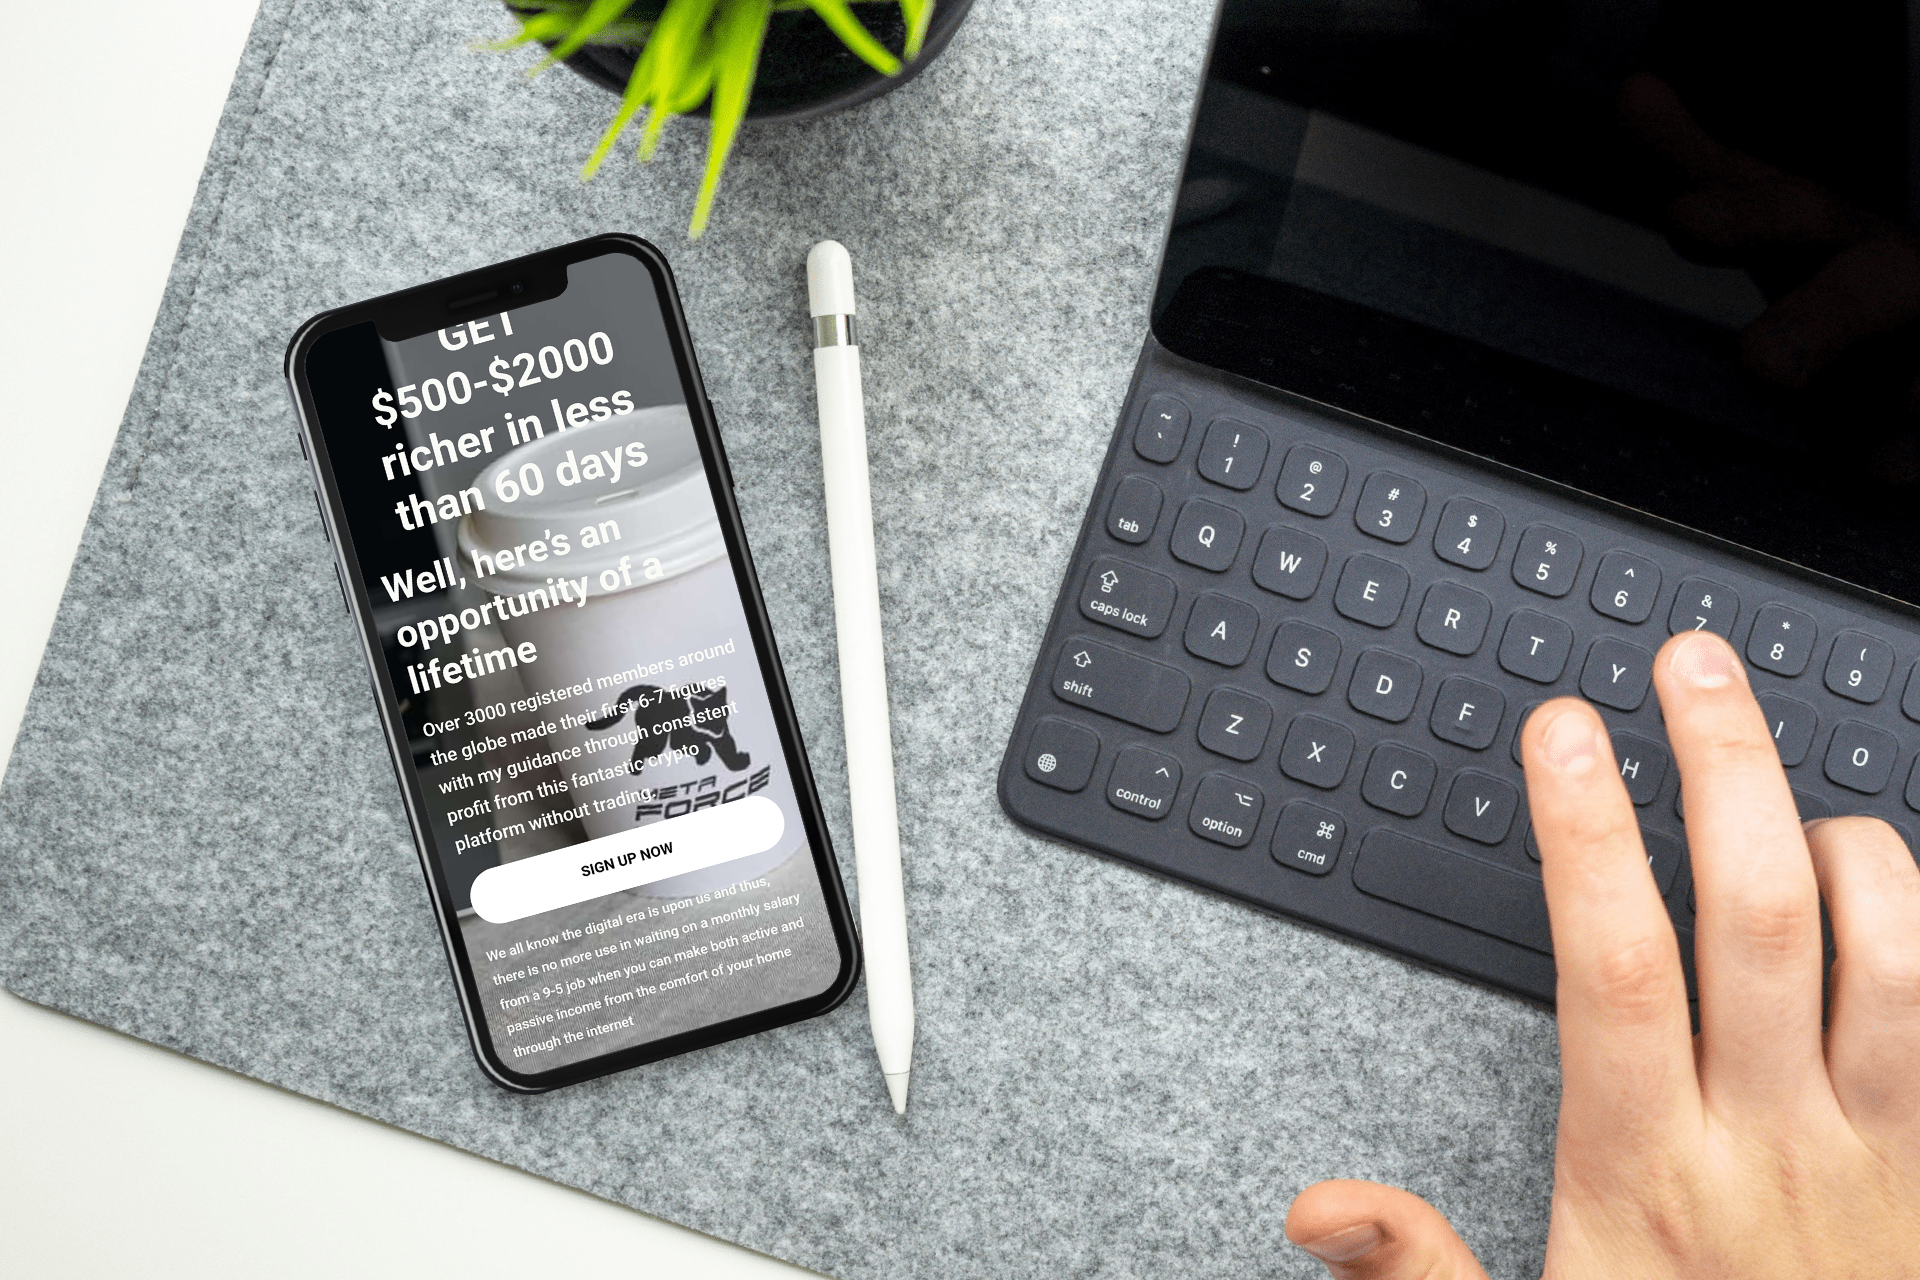 GET
$500-$2000
richer in less
than 60 days
Well, here's an
opportunity of a
lifetime
Over 3000 registered members around
the globe made their first 6-7 figures
with my guidance through consistent
profit from this fantastic crypto
platform without trading.
META
FORCE
SIGN UP NOW
We all know the digital era is upon us and thus,
there is no more use in waiting on a monthly salary
from a 9-5 job when you can make both active and
passive income from the comfort of your home
through the internet
~ ! @ # $ % ^ & * (
` 1 2 3 4 5 6 7 8 9
tab Q W E R T Y I O
caps lock A S D F H
shift Z X C V
control option cmd